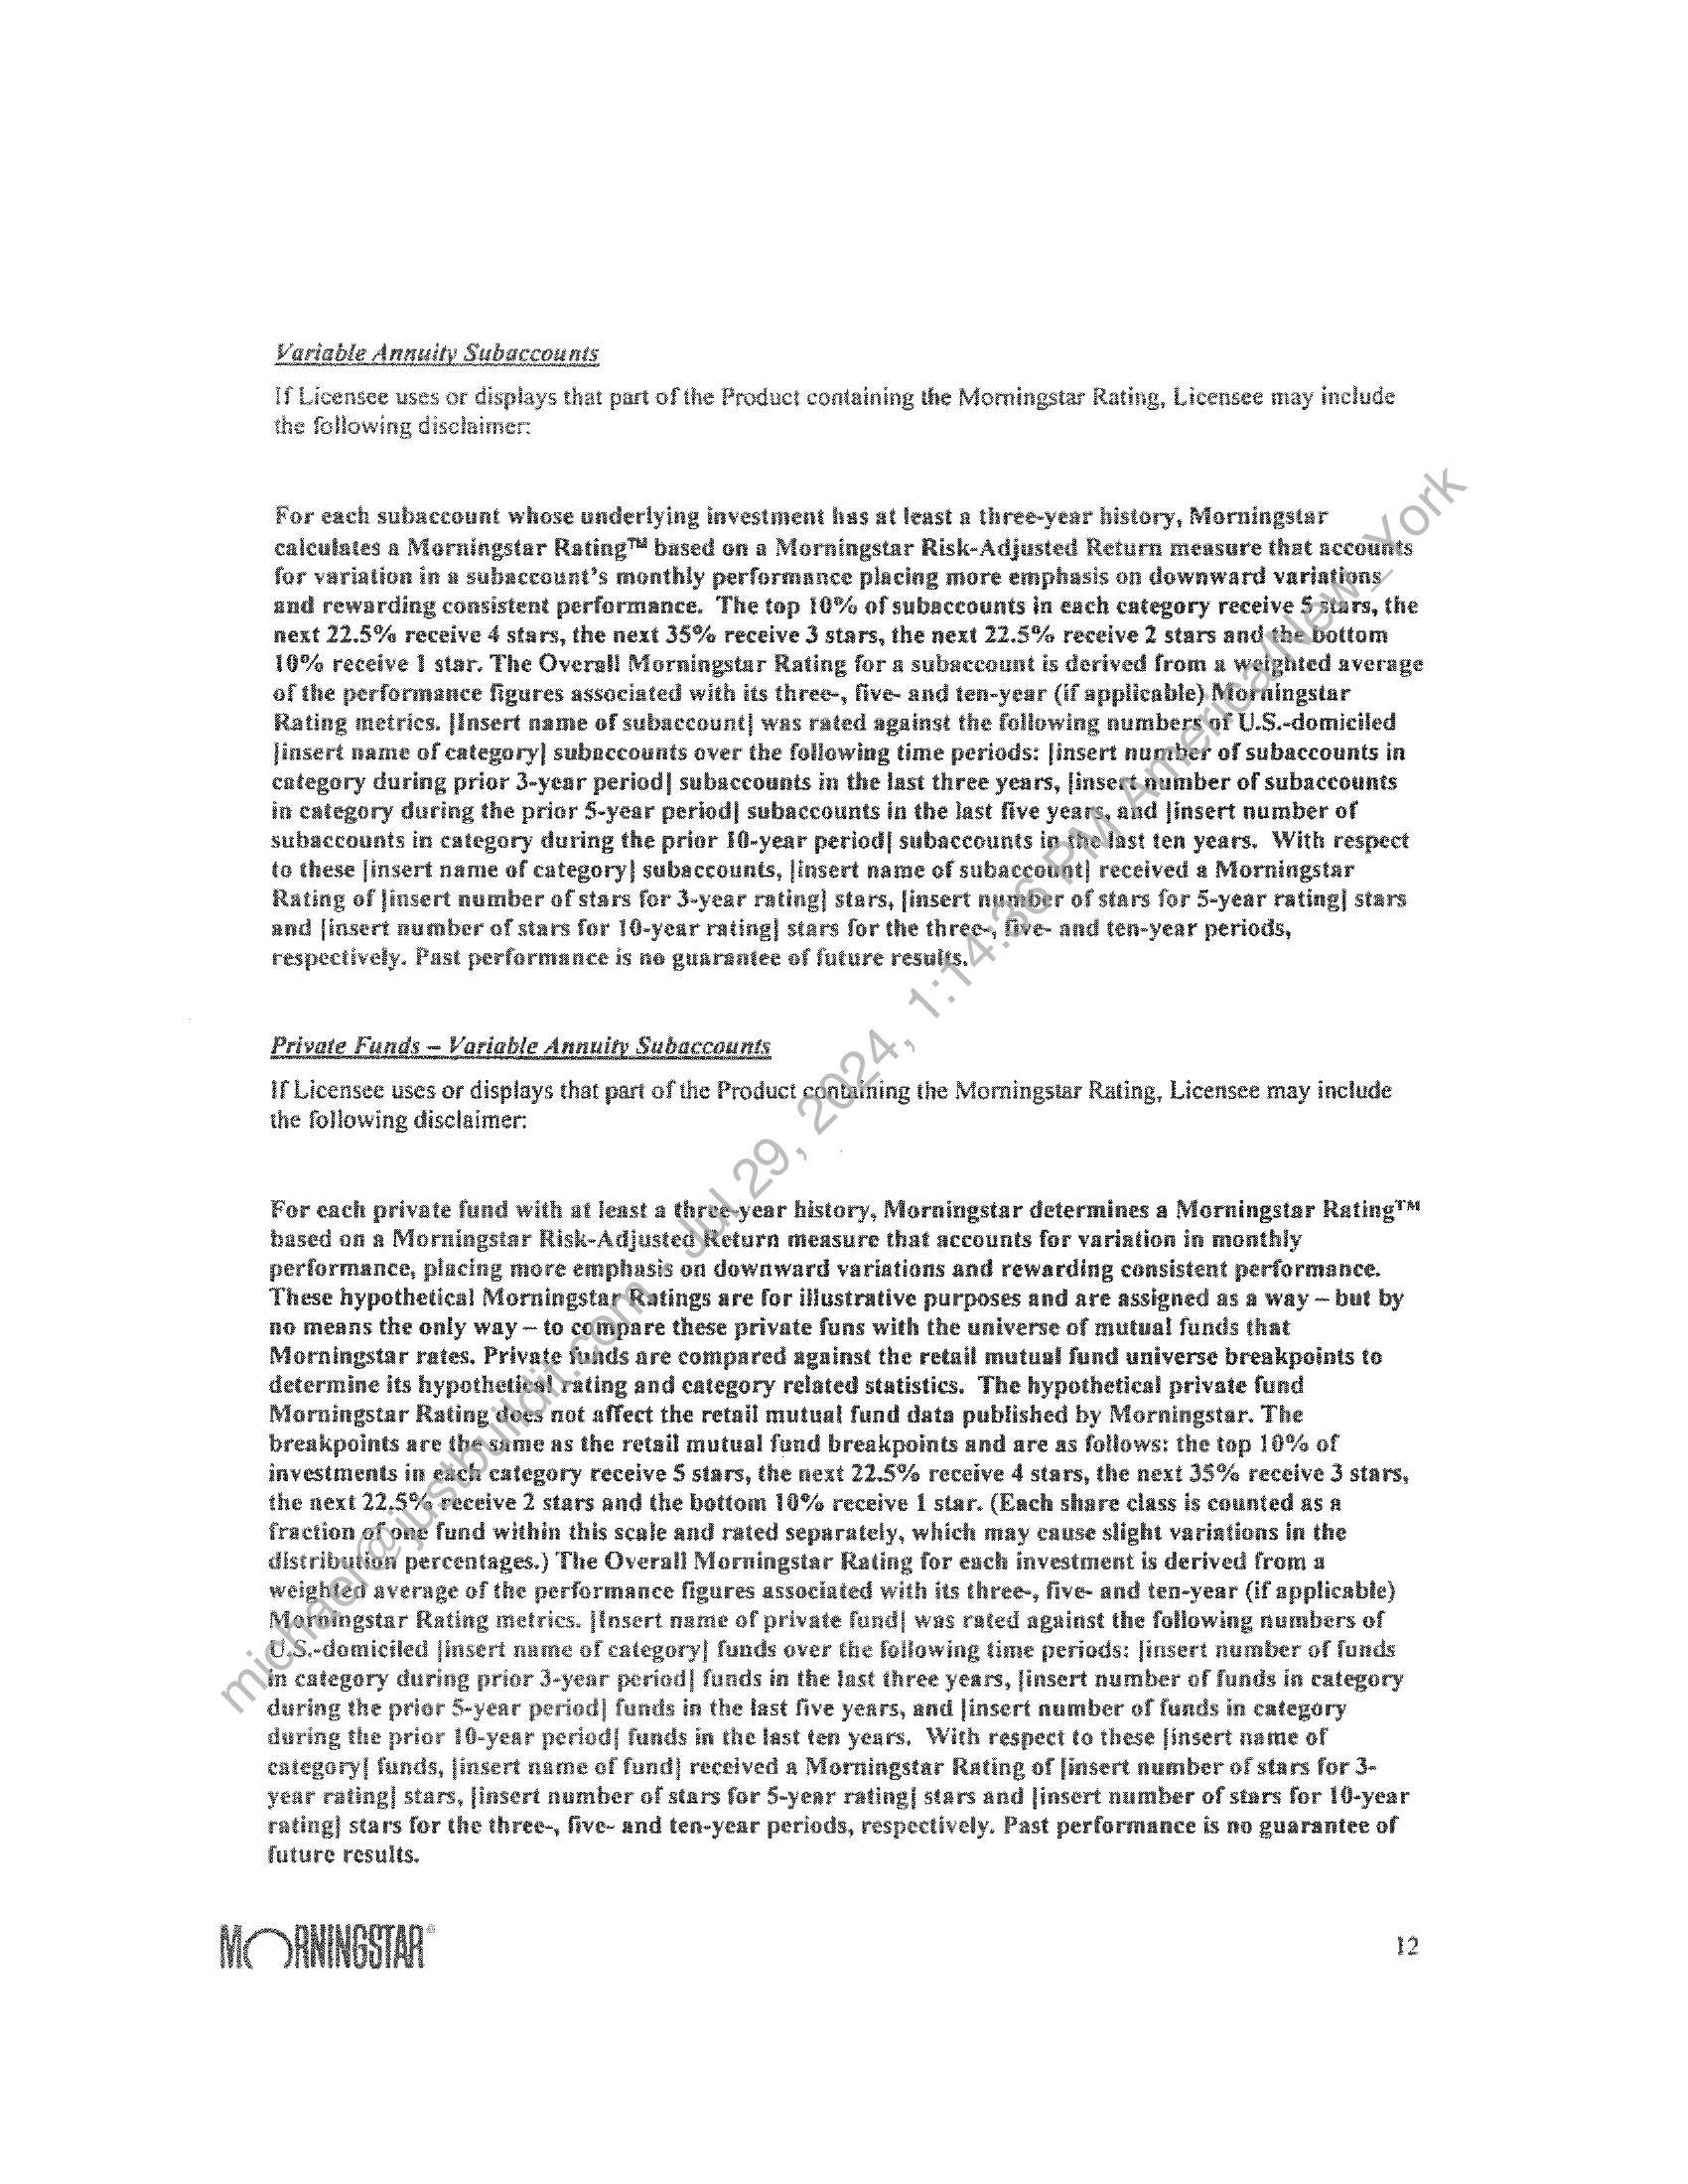 Variable Annuity Subaccounts
If Licensee uses or displays that part of the Product containing the Morningstar Rating, Licensee may include
the following disclaimer:
For each subaccount whose underlying investment has at least a three-year history, Morningstar
calculates a Morningstar Rating™ based on a Morningstar Risk-Adjusted Return measure that accounts
for variation in a subaccount's monthly performance placing more emphasis on downward variations
and rewarding consistent performance. The top 10% of subaccounts in each category receive 5 stars, the
next 22.5% receive 4 stars, the next 35% receive 3 stars, the next 22.5% receive 2 stars and the bottom
10% receive 1 star. The Overall Morningstar Rating for a subaccount is derived from a weighted average
of the performance figures associated with its three-, five- and ten-year (if applicable) Morningstar
Rating metrics. [Insert name of subaccount] was rated against the following numbers of U.S.-domiciled
[insert name of category] subaccounts over the following time periods: [insert number of subaccounts in
category during prior 3-year period] subaccounts in the last three years, [insert number of subaccounts
in category during the prior 5-year period] subaccounts in the last five years, and [insert number of
subaccounts in category during the prior 10-year period] subaccounts in the last ten years. With respect
to these [insert name of category] subaccounts, [insert name of subaccount] received a Morningstar
Rating of [insert number of stars for 3-year rating] stars, [insert number of stars for 5-year rating] stars
and [insert number of stars for 10-year rating] stars for the three-, five- and ten-year periods,
respectively. Past performance is no guarantee of future results.
Private Funds – Variable Annuity Subaccounts
If Licensee uses or displays that part of the Product containing the Morningstar Rating, Licensee may include
the following disclaimer:
For each private fund with at least a three-year history, Morningstar determines a Morningstar Rating™
based on a Morningstar Risk-Adjusted Return measure that accounts for variation in monthly
performance, placing more emphasis on downward variations and rewarding consistent performance.
These hypothetical Morningstar Ratings are for illustrative purposes and are assigned as a way – but by
no means the only way – to compare these private funs with the universe of mutual funds that
Morningstar rates. Private funds are compared against the retail mutual fund universe breakpoints to
determine its hypothetical rating and category related statistics. The hypothetical private fund
Morningstar Rating does not affect the retail mutual fund data published by Morningstar. The
breakpoints are the same as the retail mutual fund breakpoints and are as follows: the top 10% of
investments in each category receive 5 stars, the next 22.5% receive 4 stars, the next 35% receive 3 stars,
the next 22.5% receive 2 stars and the bottom 10% receive 1 star. (Each share class is counted as a
fraction of one fund within this scale and rated separately, which may cause slight variations in the
distribution percentages.) The Overall Morningstar Rating for each investment is derived from a
weighted average of the performance figures associated with its three-, five- and ten-year (if applicable)
Morningstar Rating metrics. [Insert name of private fund] was rated against the following numbers of
U.S.-domiciled [insert name of category] funds over the following time periods: [insert number of funds
in category during prior 3-year period] funds in the last three years, [insert number of funds in category
during the prior 5-year period] funds in the last five years, and [insert number of funds in category
during the prior 10-year period] funds in the last ten years. With respect to these [insert name of
category] funds, [insert name of fund] received a Morningstar Rating of [insert number of stars for 3-
year rating] stars, [insert number of stars for 5-year rating] stars and [insert number of stars for 10-year
rating] stars for the three-, five- and ten-year periods, respectively. Past performance is no guarantee of
future results.
MORNINGSTAR®
12
michael@justbuildit.com - Jul 29, 2024, 1:14:36 PM America/New_York